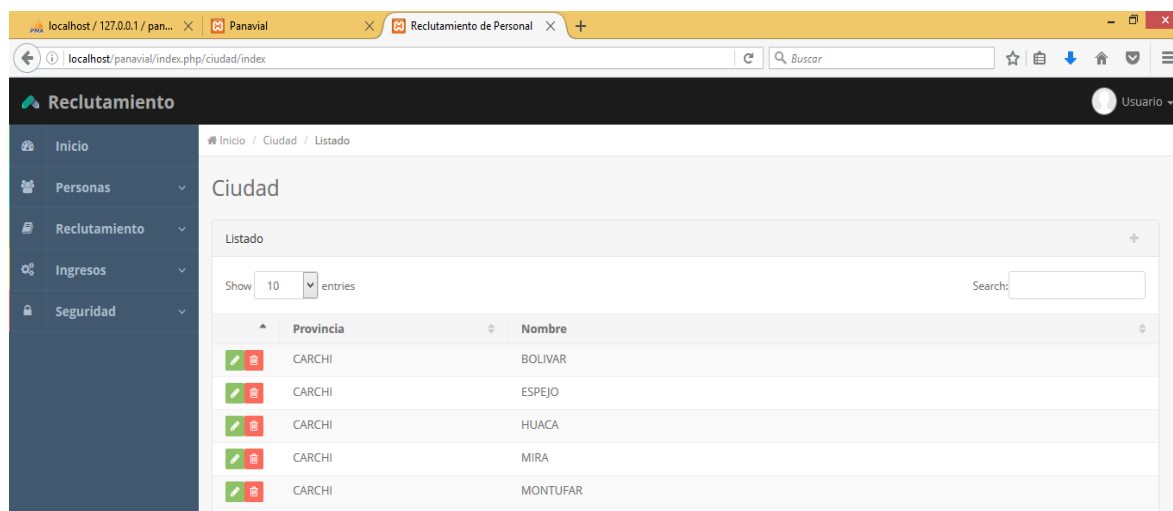 localhost / 127.0.0.1 / pan...
Panavial
Reclutamiento de Personal
localhost/panavial/index.php/ciudad/index
Buscar
Reclutamiento
Usuario
Inicio
Personas
Reclutamiento
Ingresos
Seguridad
Inicio / Ciudad / Listado
Ciudad
Listado
Show 10 entries
Search:
Provincia Nombre
CARCHI BOLIVAR
CARCHI ESPEJO
CARCHI HUACA
CARCHI MIRA
CARCHI MONTUFAR